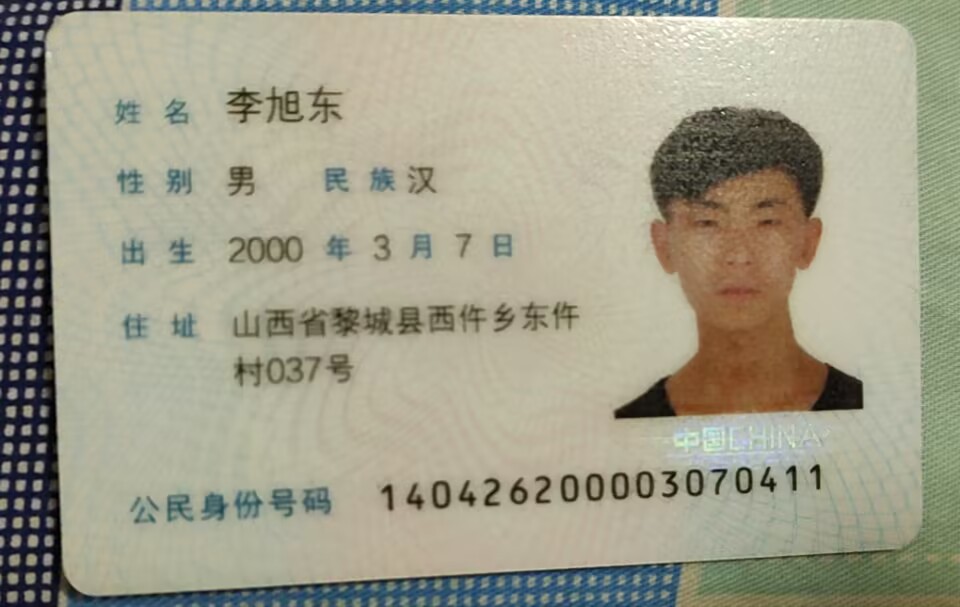 姓名 李旭东
性别 男 民族 汉
出生 2000 年 3 月 7 日
住址 山西省黎城县西仵乡东仵
村037号
中国CHINA
公民身份号码 140426200003070411